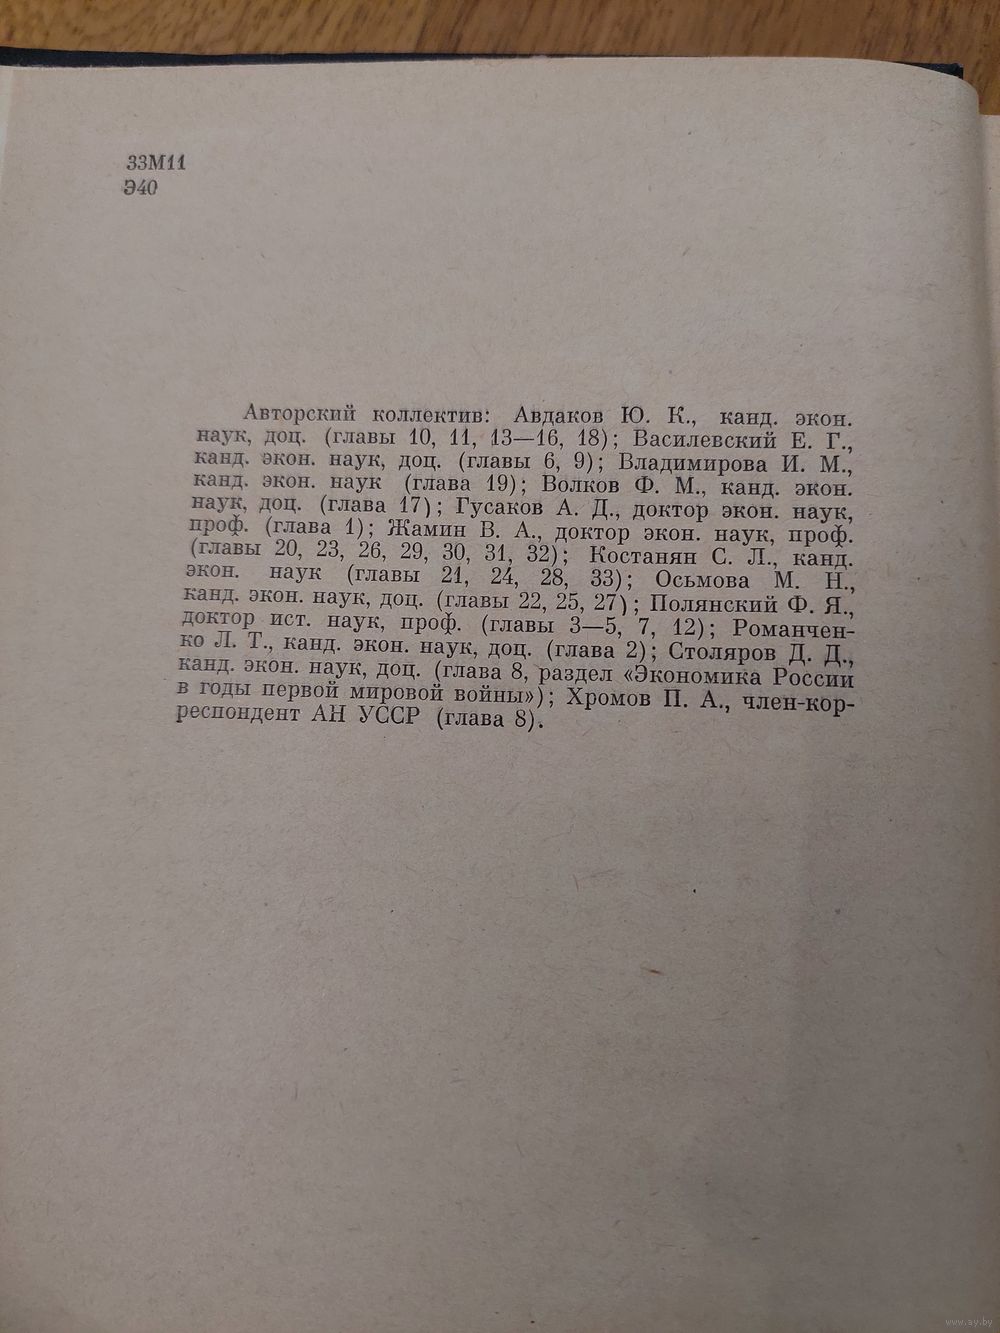 33М11
Э40
Авторский коллектив: Авдаков Ю. К., канд. экон.
наук, доц. (главы 10, 11, 13—16, 18); Василевский Е. Г.,
канд. экон. наук, доц. (главы 6, 9); Владимирова И. М.,
канд. экон. наук (глава 19); Волков Ф. М., канд. экон.
наук, доц. (глава 17); Гусаков А. Д., доктор экон. наук,
проф. (глава 1); Жамин В. А., доктор экон. наук, проф.
(главы 20, 23, 26, 29, 30, 31, 32); Костанян С. Л., канд.
экон. наук (главы 21, 24, 28, 33); Осьмова М. Н.,
канд. экон. наук, доц. (главы 22, 25, 27); Полянский Ф. Я.,
доктор ист. наук, проф. (главы 3—5, 7, 12); Романчен-
ко Л. Т., канд. экон. наук, доц. (глава 2); Столяров Д. Д.,
канд. экон. наук, доц. (глава 8, раздел «Экономика России
в годы первой мировой войны»); Хромов П. А., член-кор-
респондент АН УССР (глава 8).
www.ay.by